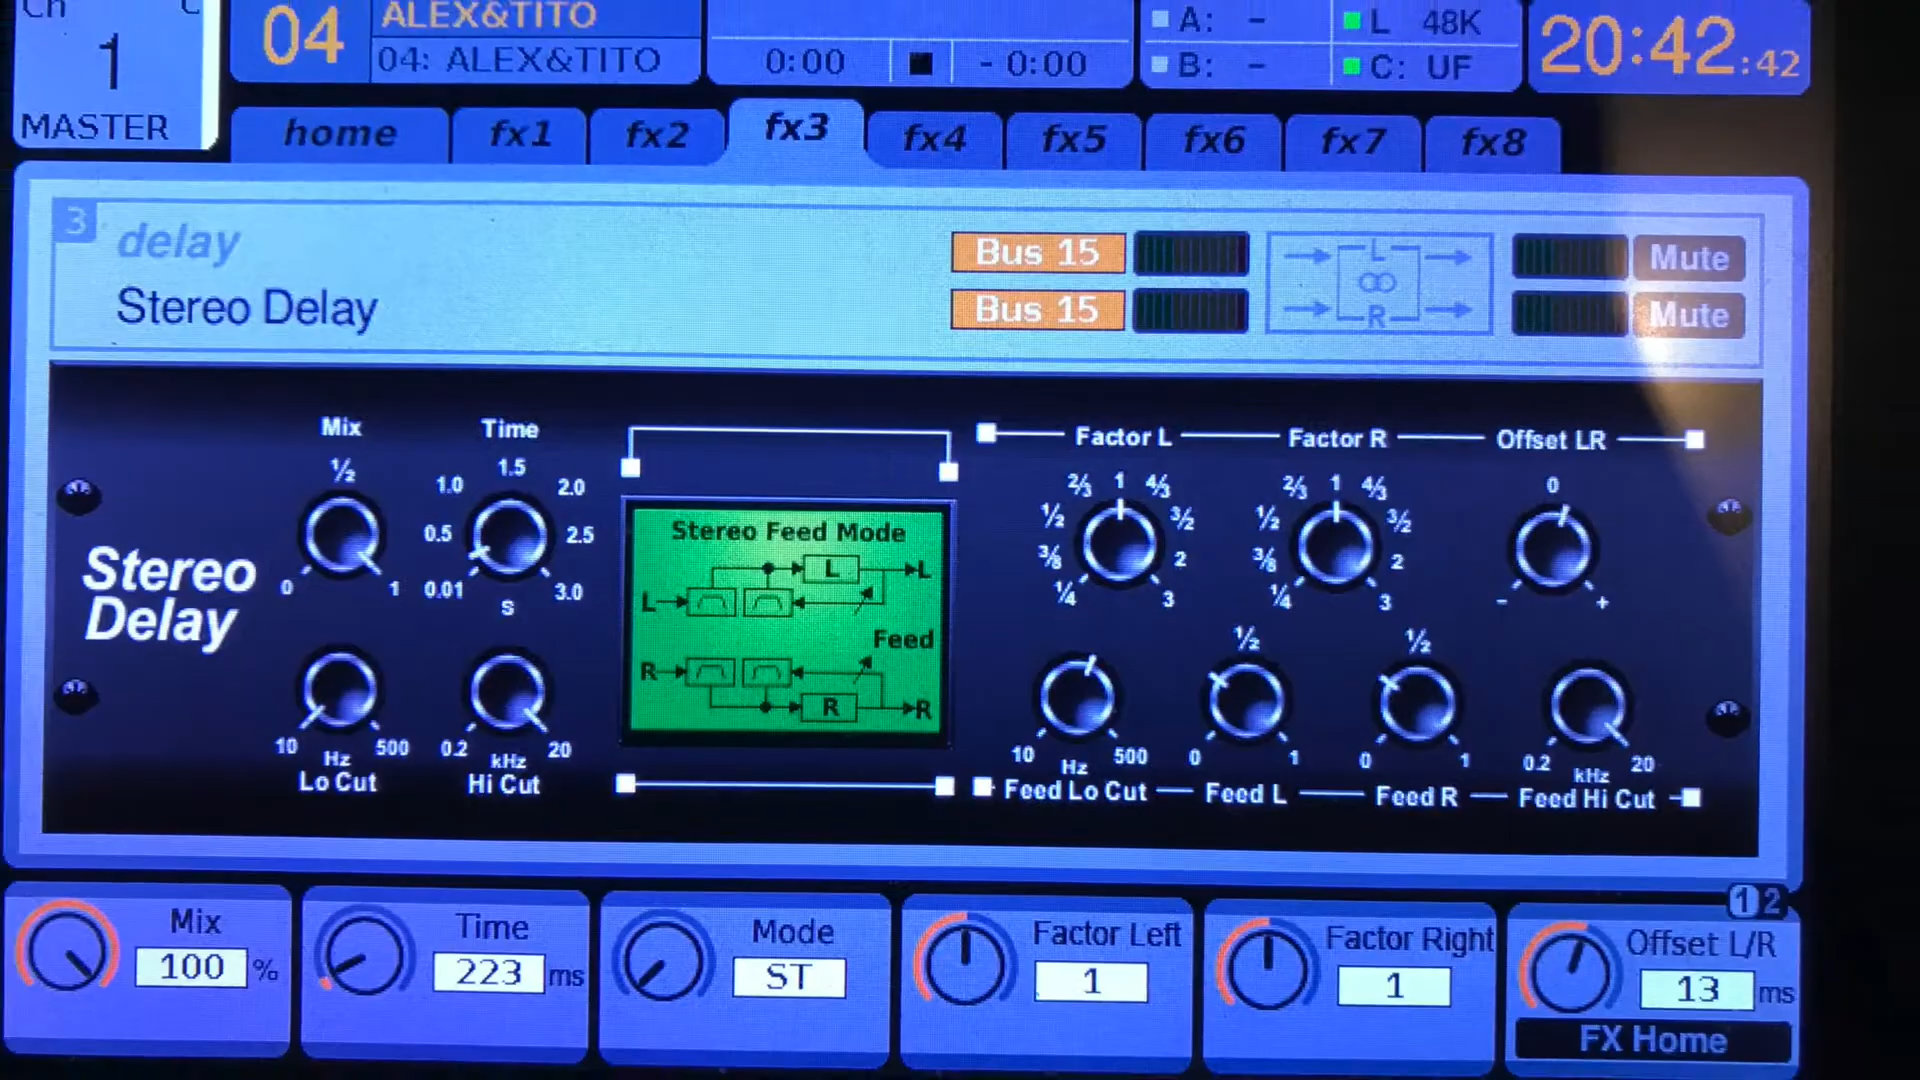 Ch
1
MASTER
04
ALEX&TITO
04: ALEX&TITO
0:00
- 0:00
A: -
B: -
L 48K
C: UF
20:42:42
home
fx1
fx2
fx3
fx4
fx5
fx6
fx7
fx8
3
delay
Stereo Delay
Bus 15
Bus 15
L
∞
R
Mute
Mute
Stereo
Delay
Mix
½
0
1
Time
0.01
0.5
1.0
1.5
2.0
2.5
3.0
s
10
500
Hz
Lo Cut
0.2
20
kHz
Hi Cut
Stereo Feed Mode
L
L
L
Feed
R
R
R
Factor L
¼
⅜
½
⅔
1
4/3
3/2
2
3
Factor R
¼
⅜
½
⅔
1
4/3
3/2
2
3
Offset LR
0
-
+
10
500
Hz
Feed Lo Cut
½
0
1
Feed L
½
0
1
Feed R
0.2
20
kHz
Feed Hi Cut
1 2
Mix
100 %
Time
223 ms
Mode
ST
Factor Left
1
Factor Right
1
Offset L/R
13 ms
FX Home